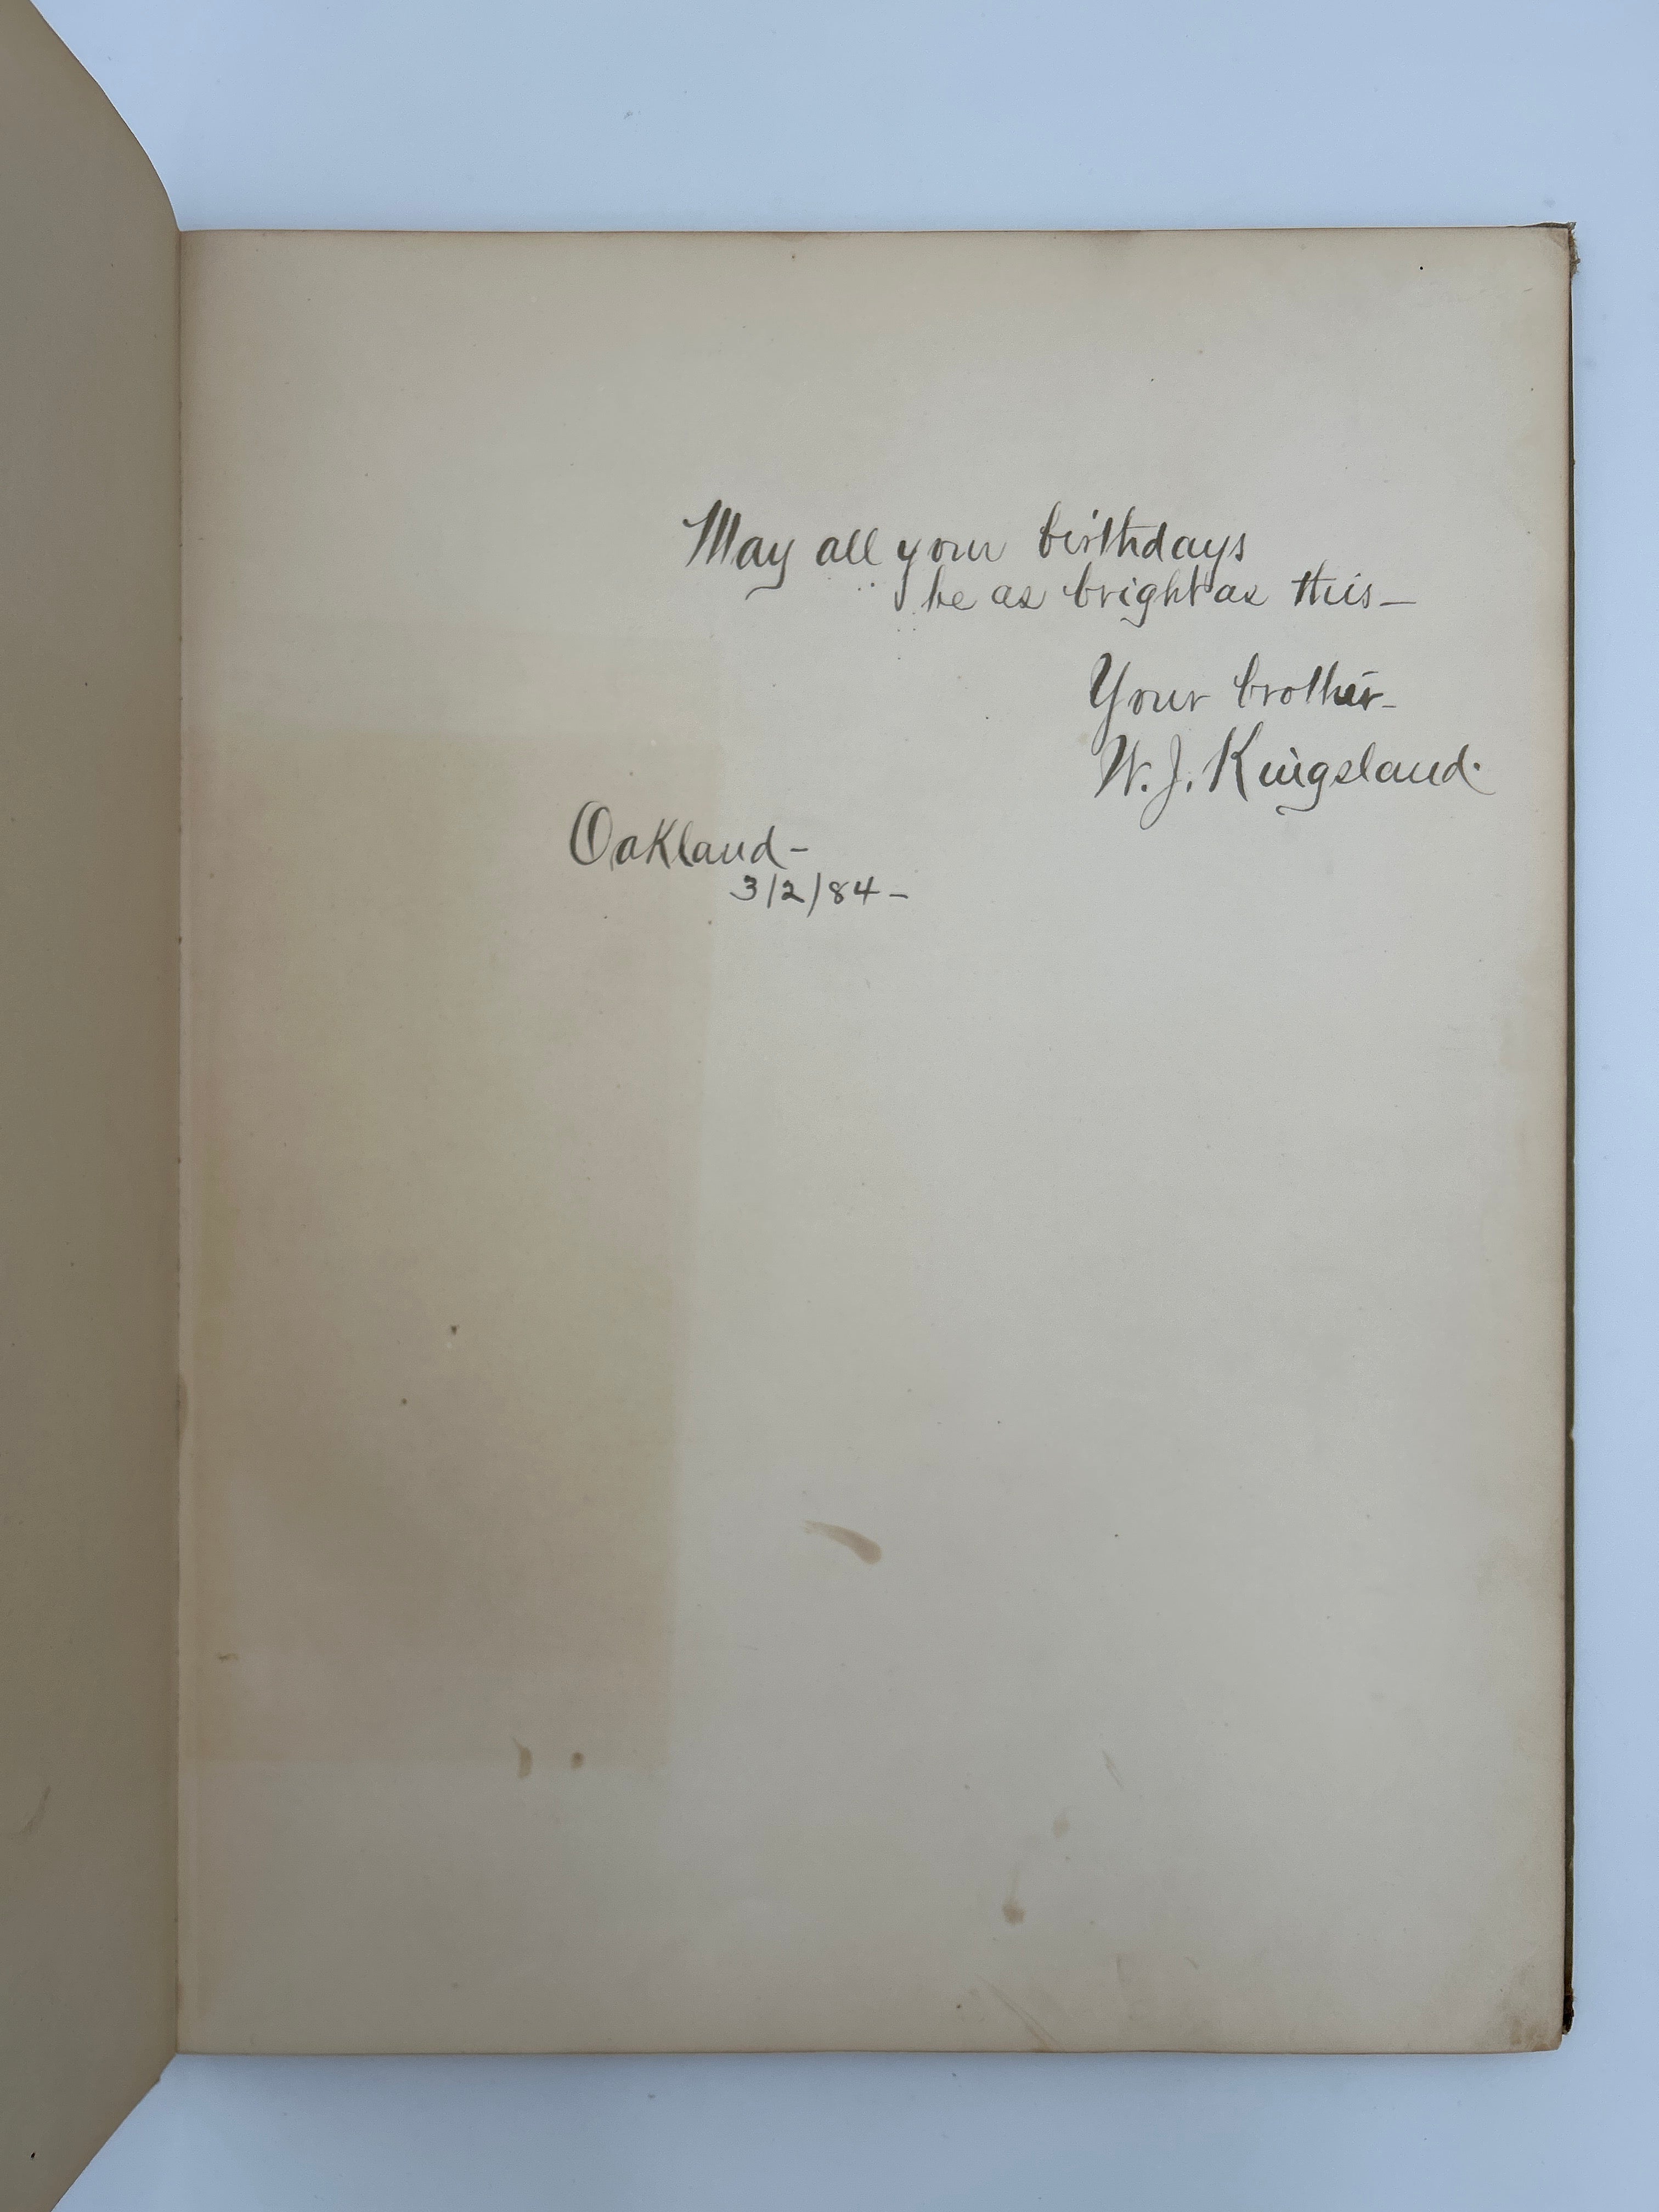 May all your birthdays
be as bright as this—
Your brother—
W. J. Kingsland.
Oakland—
3/2/84—